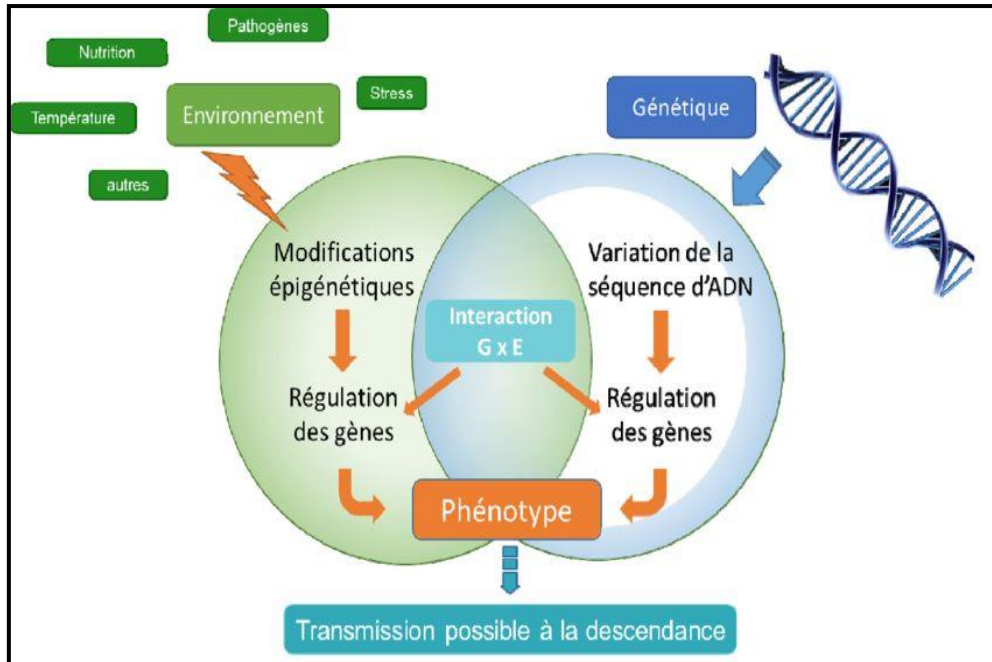 Pathogènes
Nutrition
Stress
Environnement
Génétique
Température
autres
Modifications
épigénétiques
Variation de la
séquence d'ADN
Interaction
G x E
Régulation
des gènes
Régulation
des gènes
Phénotype
Transmission possible à la descendance